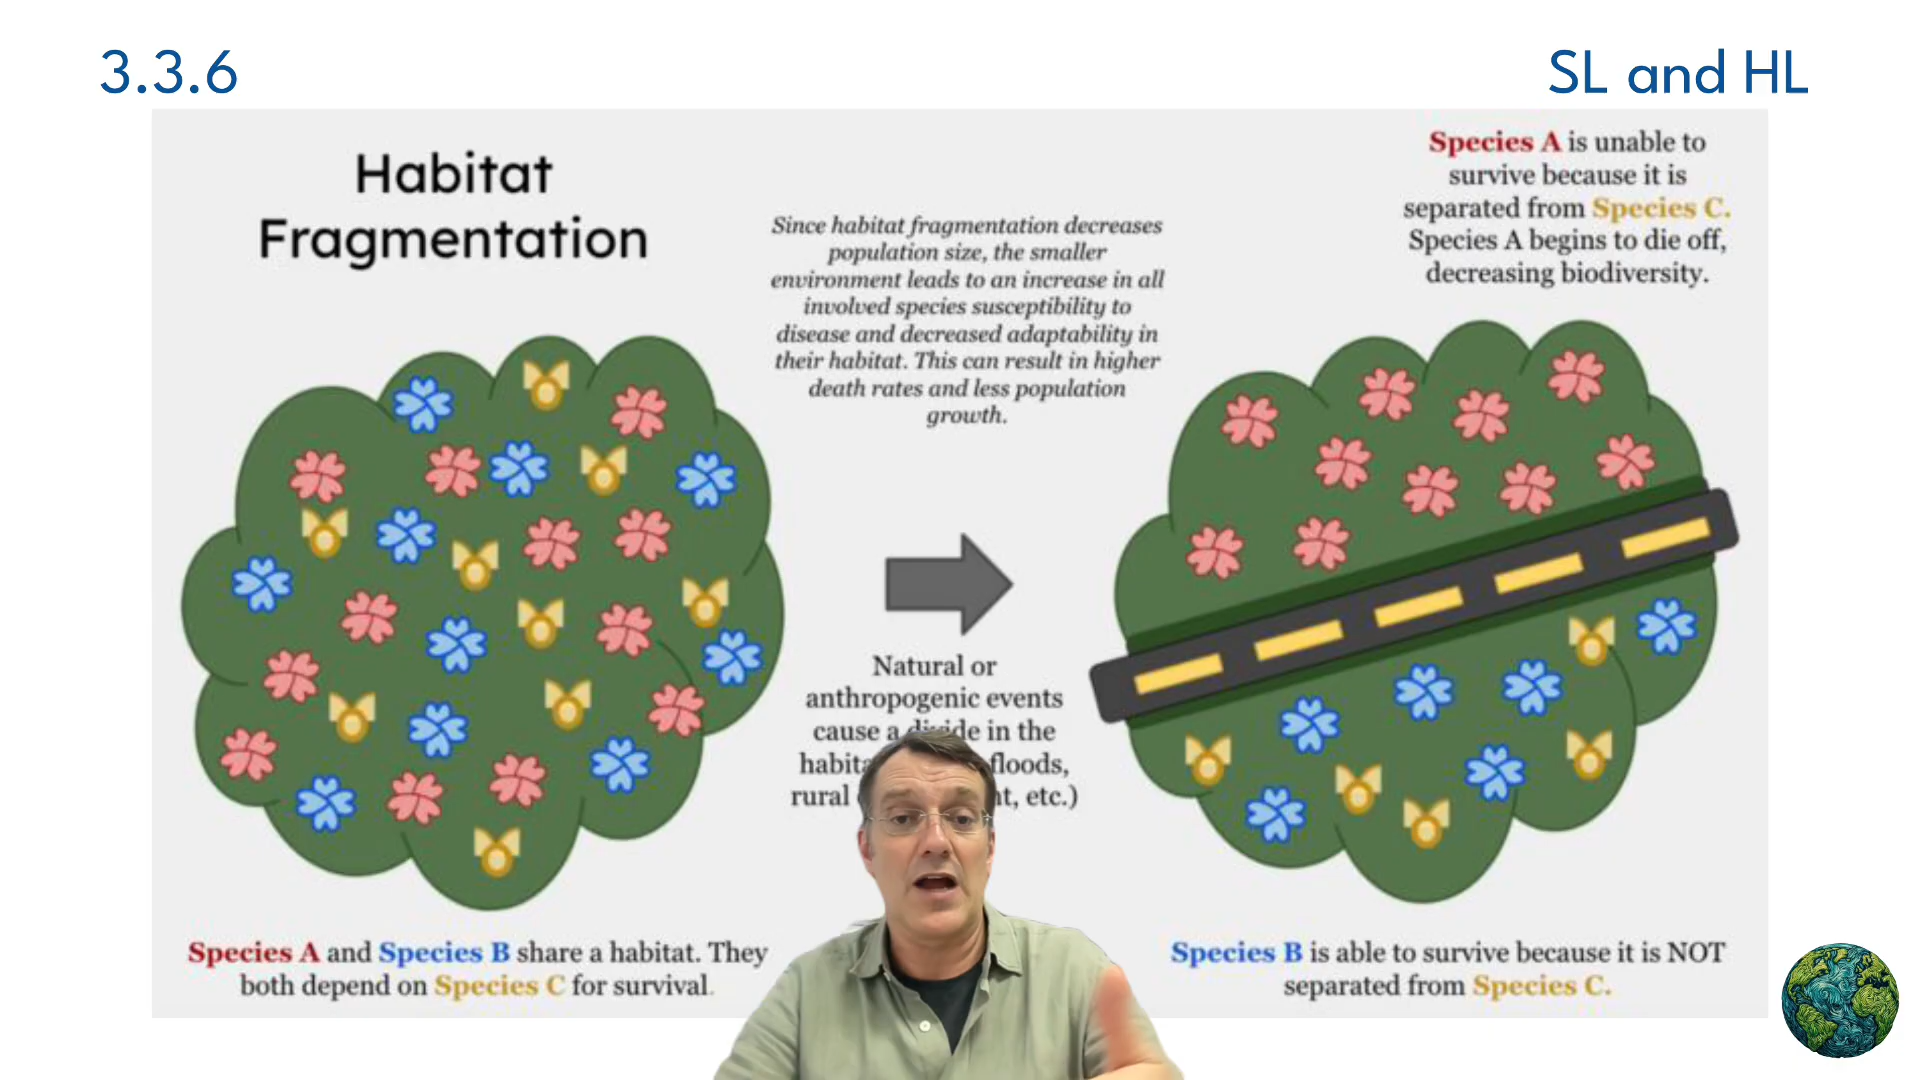 3.3.6
SL and HL
Habitat
Fragmentation
Since habitat fragmentation decreases
population size, the smaller
environment leads to an increase in all
involved species susceptibility to
disease and decreased adaptability in
their habitat. This can result in higher
death rates and less population
growth.
Species A is unable to
survive because it is
separated from Species C.
Species A begins to die off,
decreasing biodiversity.
Natural or
anthropogenic events
cause a divide in the
floods,
rural etc.)
Species A and Species B share a habitat. They
both depend on Species C for survival.
Species B is able to survive because it is NOT
separated from Species C.